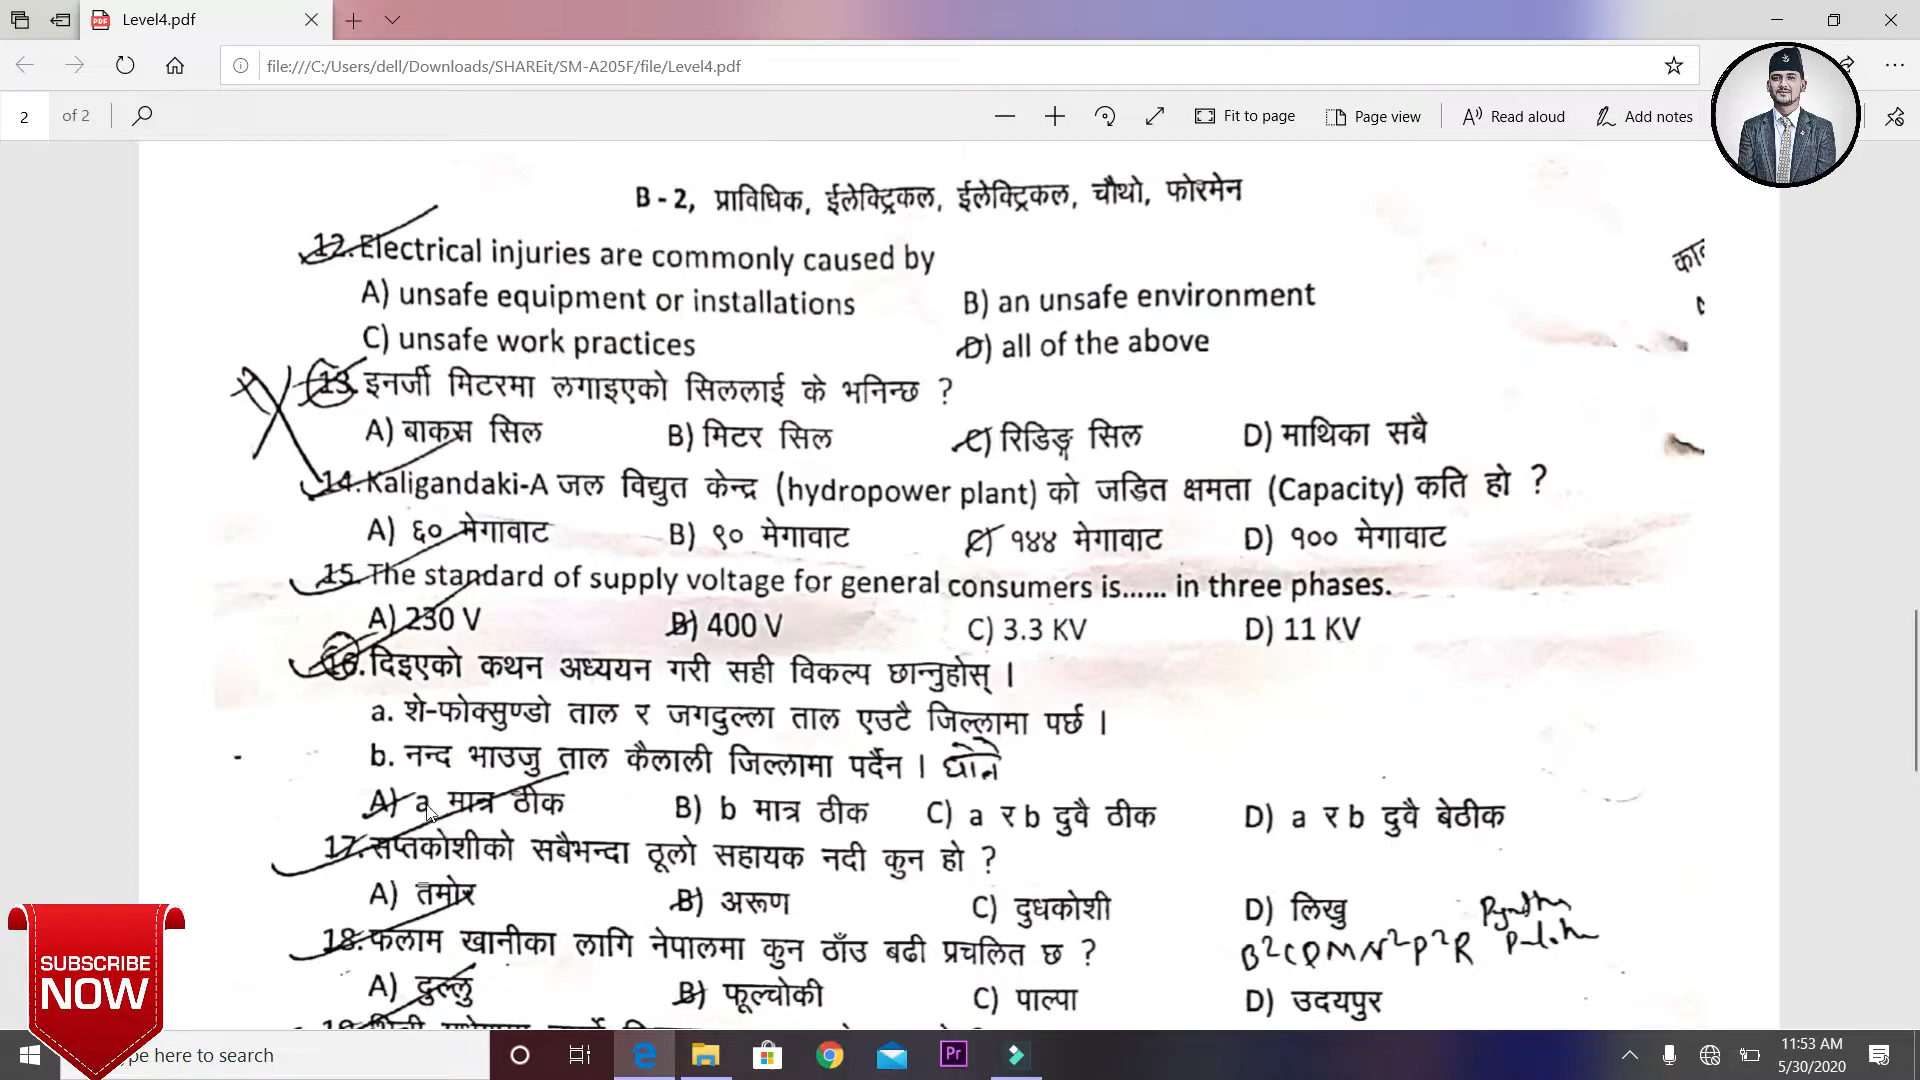 Level4.pdf
file:///C:/Users/dell/Downloads/SHAREit/SM-A205F/file/Level4.pdf
2 of 2
Fit to page
Page view
Read aloud
Add notes
B - 2, प्राविधिक, ईलेक्ट्रिकल, ईलेक्ट्रिकल, चौथो, फोरमेन
12. Electrical injuries are commonly caused by
A) unsafe equipment or installations B) an unsafe environment
C) unsafe work practices D) all of the above
13. इनर्जी मिटरमा लगाइएको सिललाई के भनिन्छ ?
A) बाकस सिल B) मिटर सिल C) रिडिङ्ग सिल D) माथिका सबै
14. Kaligandaki-A जल विद्युत केन्द्र (hydropower plant) को जडित क्षमता (Capacity) कति हो ?
A) ६० मेगावाट B) ९० मेगावाट C) १४४ मेगावाट D) १०० मेगावाट
15. The standard of supply voltage for general consumers is...... in three phases.
A) 230 V B) 400 V C) 3.3 KV D) 11 KV
16. दिइएको कथन अध्ययन गरी सही विकल्प छान्नुहोस् ।
a. शे-फोक्सुण्डो ताल र जगदुल्ला ताल एउटै जिल्लामा पर्छ ।
b. नन्द भाउजु ताल कैलाली जिल्लामा पर्दैन ।
A) a मात्र ठीक B) b मात्र ठीक C) a र b दुवै ठीक D) a र b दुवै बेठीक
17. सप्तकोशीको सबैभन्दा ठूलो सहायक नदी कुन हो ?
A) तमोर B) अरूण C) दुधकोशी D) लिखु
18. फलाम खानीका लागि नेपालमा कुन ठाँउ बढी प्रचलित छ ?
A) दुल्लु B) फूल्चोकी C) पाल्पा D) उदयपुर
SUBSCRIBE
NOW
pe here to search
Pr
11:53 AM
5/30/2020